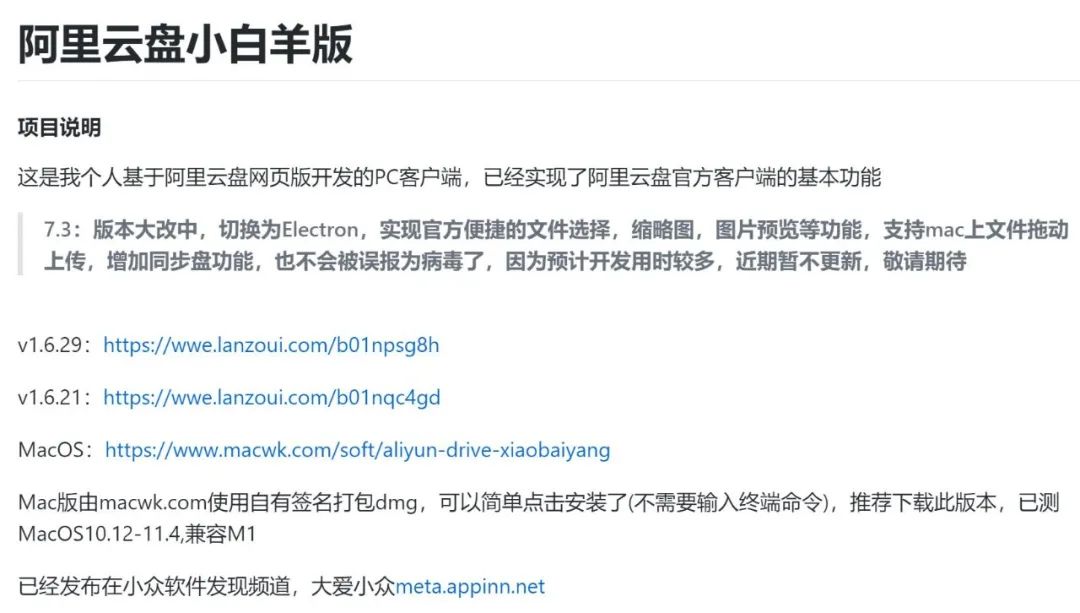 阿里云盘小白羊版
项目说明
这是我个人基于阿里云盘网页版开发的PC客户端，已经实现了阿里云盘官方客户端的基本功能
7.3：版本大改中，切换为Electron，实现官方便捷的文件选择，缩略图，图片预览等功能，支持mac上文件拖动
上传，增加同步盘功能，也不会被误报为病毒了，因为预计开发用时较多，近期暂不更新，敬请期待
v1.6.29：https://wwe.lanzoui.com/b01npsg8h
v1.6.21：https://wwe.lanzoui.com/b01nqc4gd
MacOS：https://www.macwk.com/soft/aliyun-drive-xiaobaiyang
Mac版由macwk.com使用自有签名打包dmg，可以简单点击安装了(不需要输入终端命令)，推荐下载此版本，已测
MacOS10.12-11.4,兼容M1
已经发布在小众软件发现频道，大爱小众meta.appinn.net